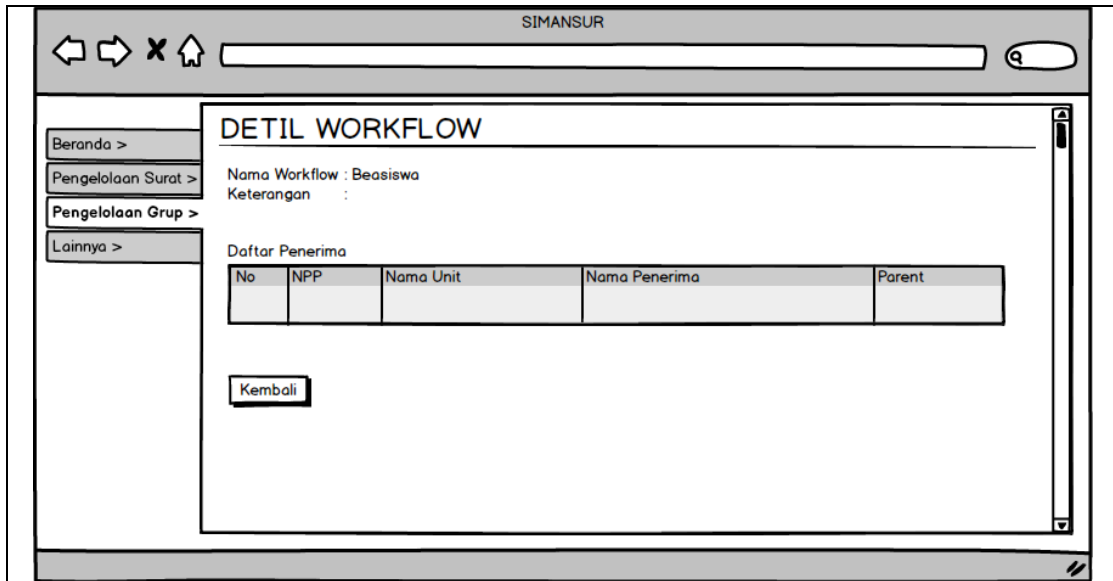 SIMANSUR
Beranda >
Pengelolaan Surat >
Pengelolaan Grup >
Lainnya >
DETIL WORKFLOW
Nama Workflow : Beasiswa
Keterangan :
Daftar Penerima
No NPP Nama Unit Nama Penerima Parent
Kembali